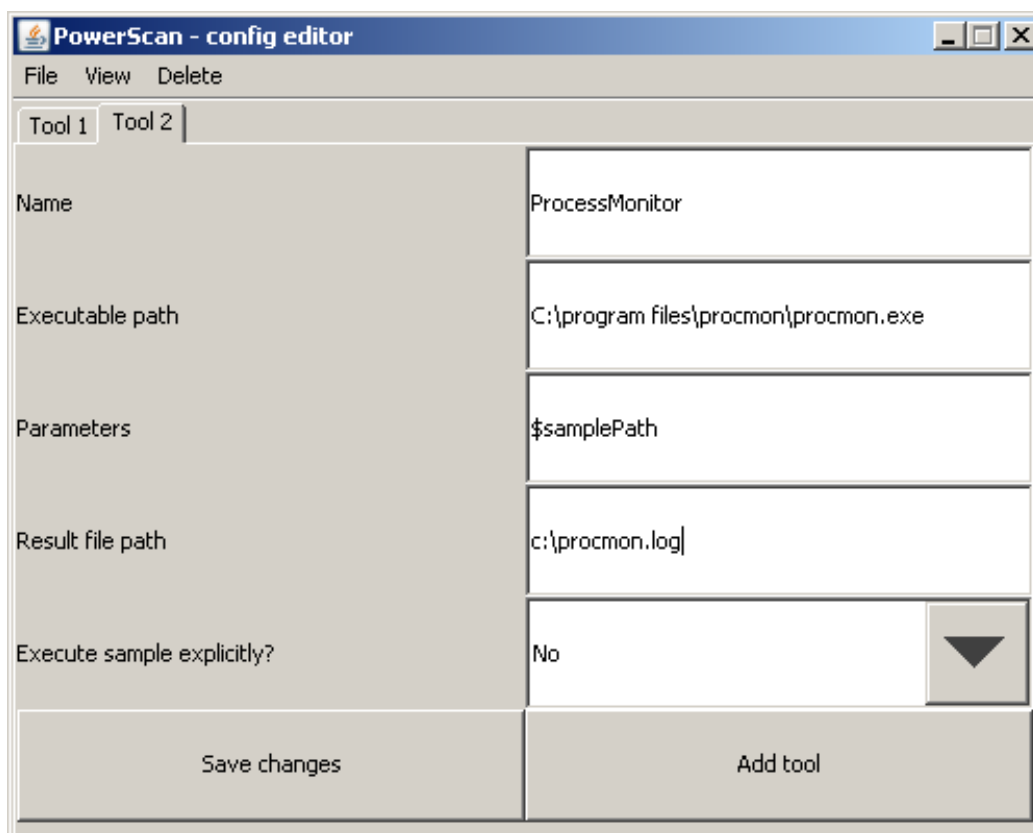 PowerScan - config editor
File View Delete
Tool 1 Tool 2
Name ProcessMonitor
Executable path C:\program files\procmon\procmon.exe
Parameters $samplePath
Result file path c:\procmon.log
Execute sample explicitly? No
Save changes Add tool